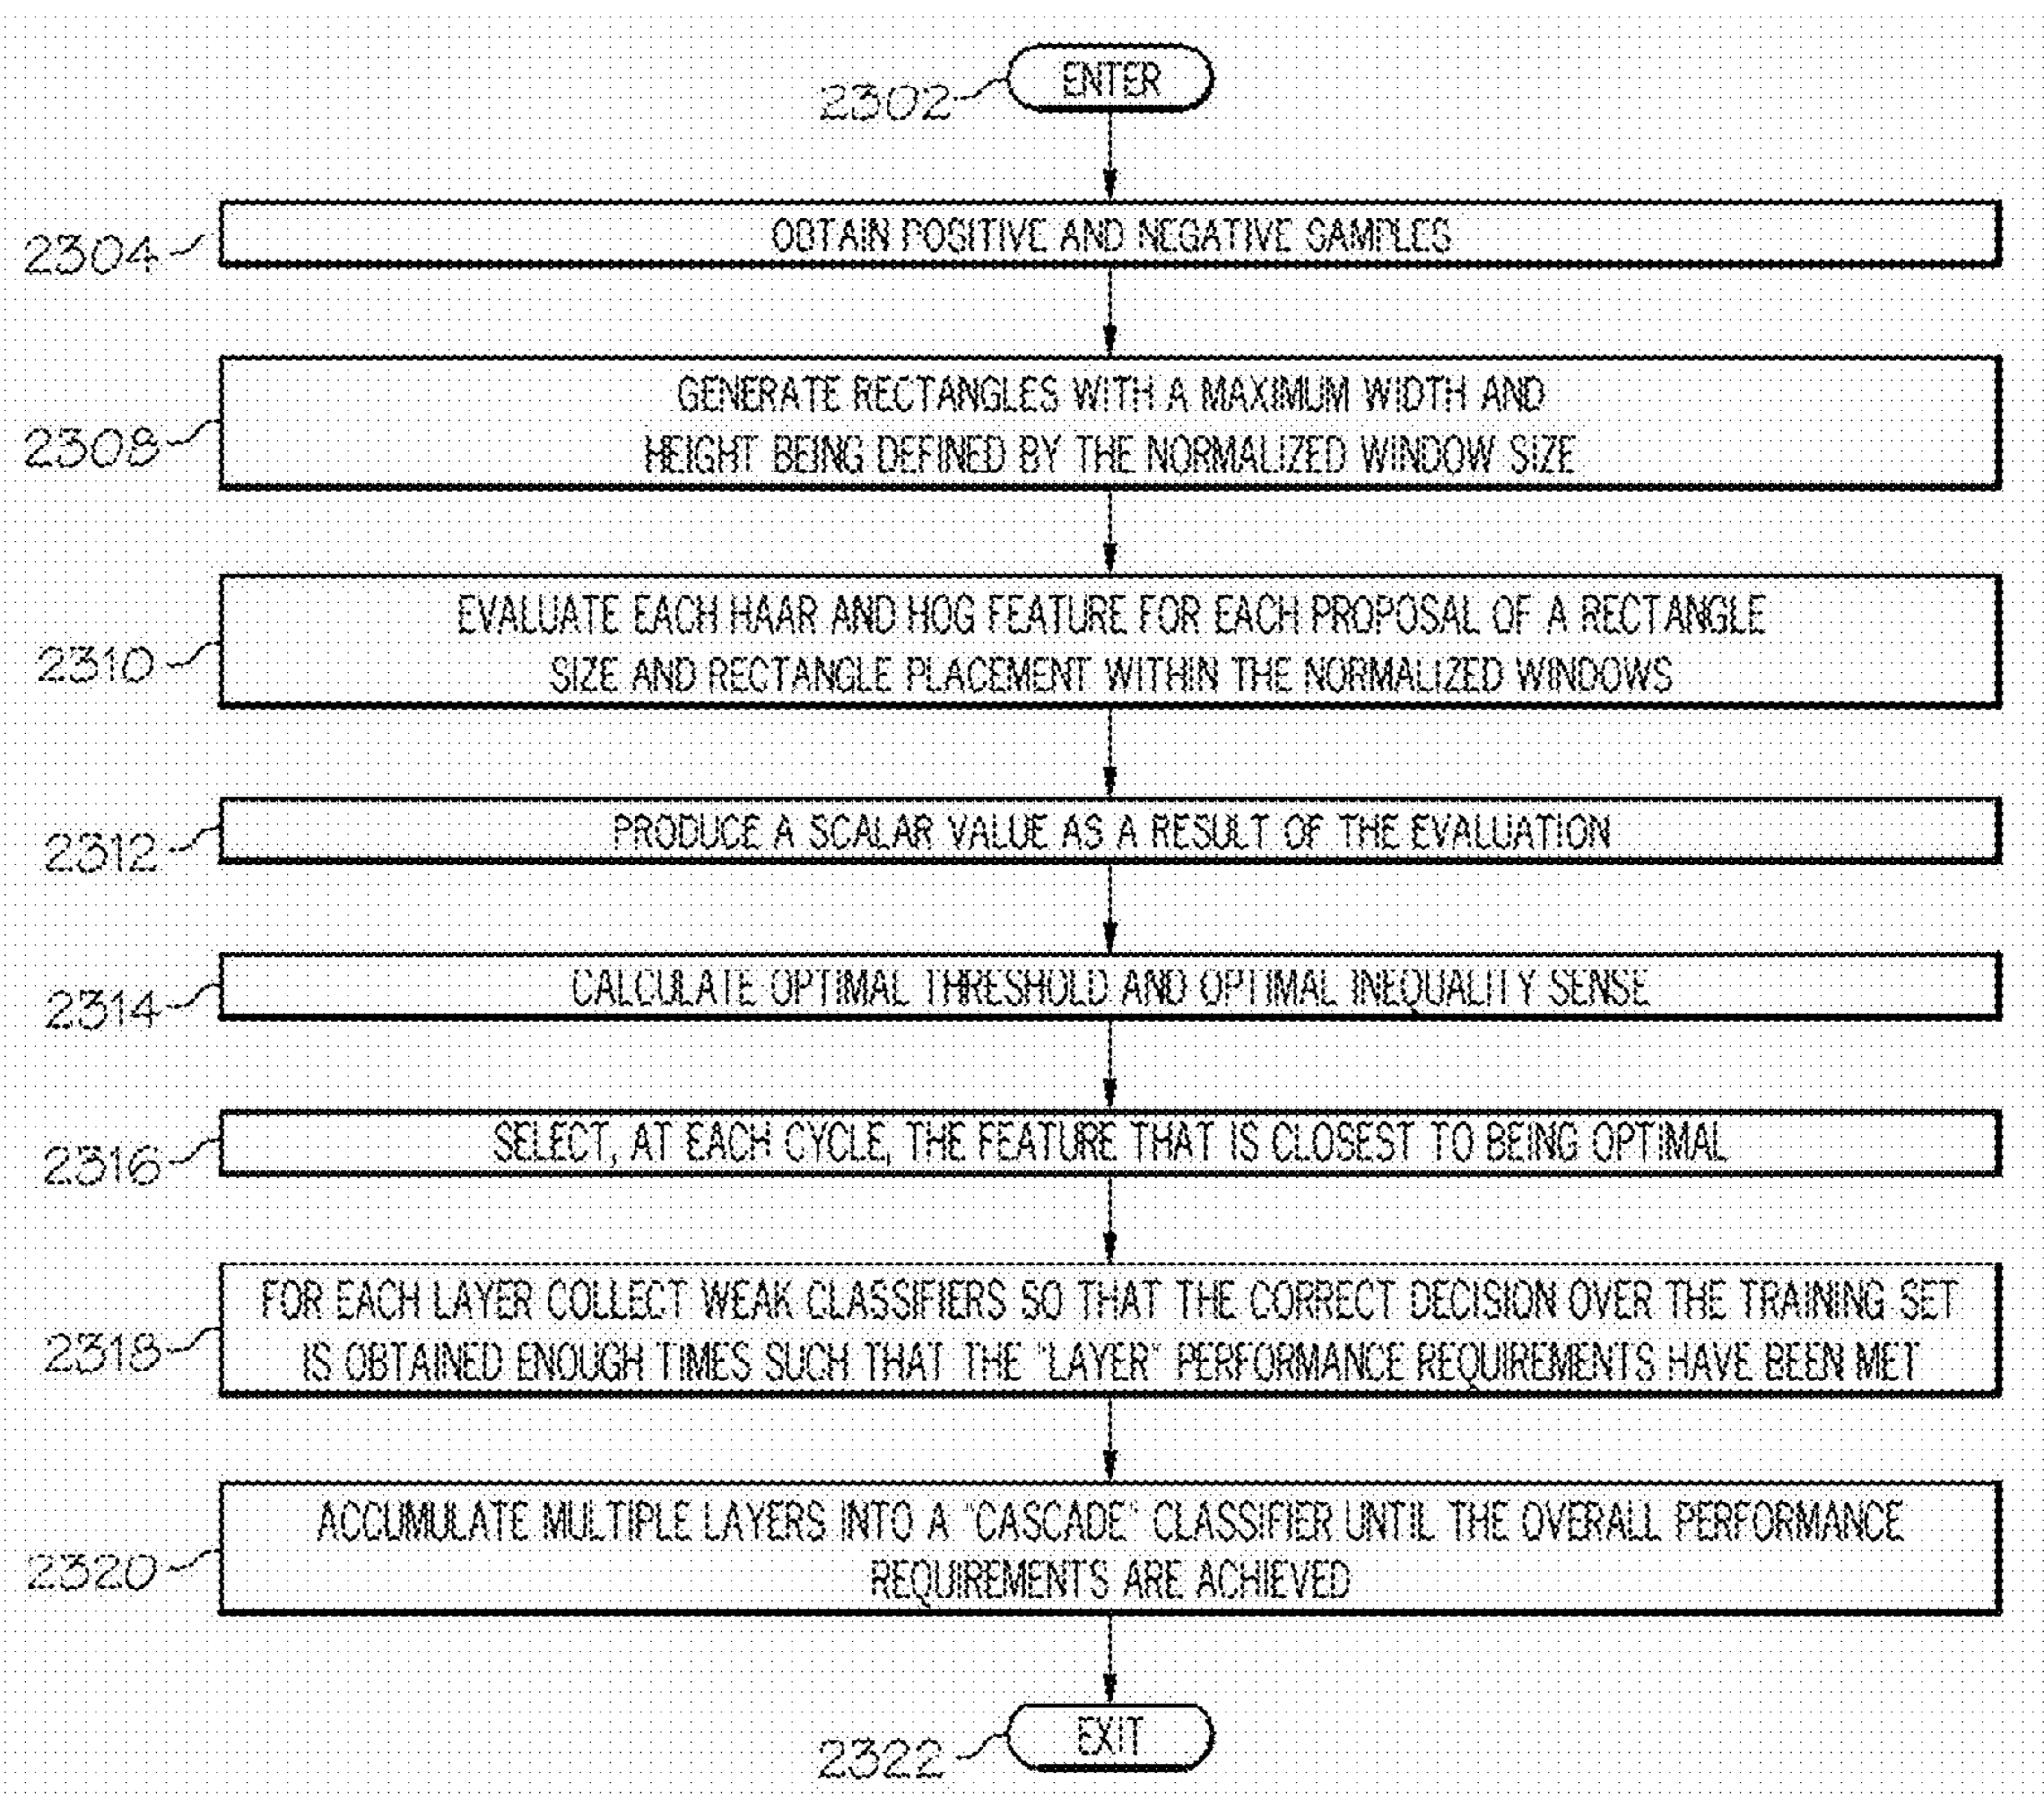 ENTER
2302
OBTAIN POSITIVE AND NEGATIVE SAMPLES
2304
GENERATE RECTANGLES WITH A MAXIMUM WIDTH AND
HEIGHT BEING DEFINED BY THE NORMALIZED WINDOW SIZE
2308
EVALUATE EACH HAAR AND HOG FEATURE FOR EACH PROPOSAL OF A RECTANGLE
SIZE AND RECTANGLE PLACEMENT WITHIN THE NORMALIZED WINDOWS
2310
PRODUCE A SCALAR VALUE AS A RESULT OF THE EVALUATION
2312
CALCULATE OPTIMAL THRESHOLD AND OPTIMAL INEQUALITY SENSE
2314
SELECT, AT EACH CYCLE, THE FEATURE THAT IS CLOSEST TO BEING OPTIMAL
2316
FOR EACH LAYER COLLECT WEAK CLASSIFIERS SO THAT THE CORRECT DECISION OVER THE TRAINING SET
IS OBTAINED ENOUGH TIMES SUCH THAT THE "LAYER" PERFORMANCE REQUIREMENTS HAVE BEEN MET
2318
ACCUMULATE MULTIPLE LAYERS INTO A "CASCADE" CLASSIFIER UNTIL THE OVERALL PERFORMANCE
REQUIREMENTS ARE ACHIEVED
2320
EXIT
2322